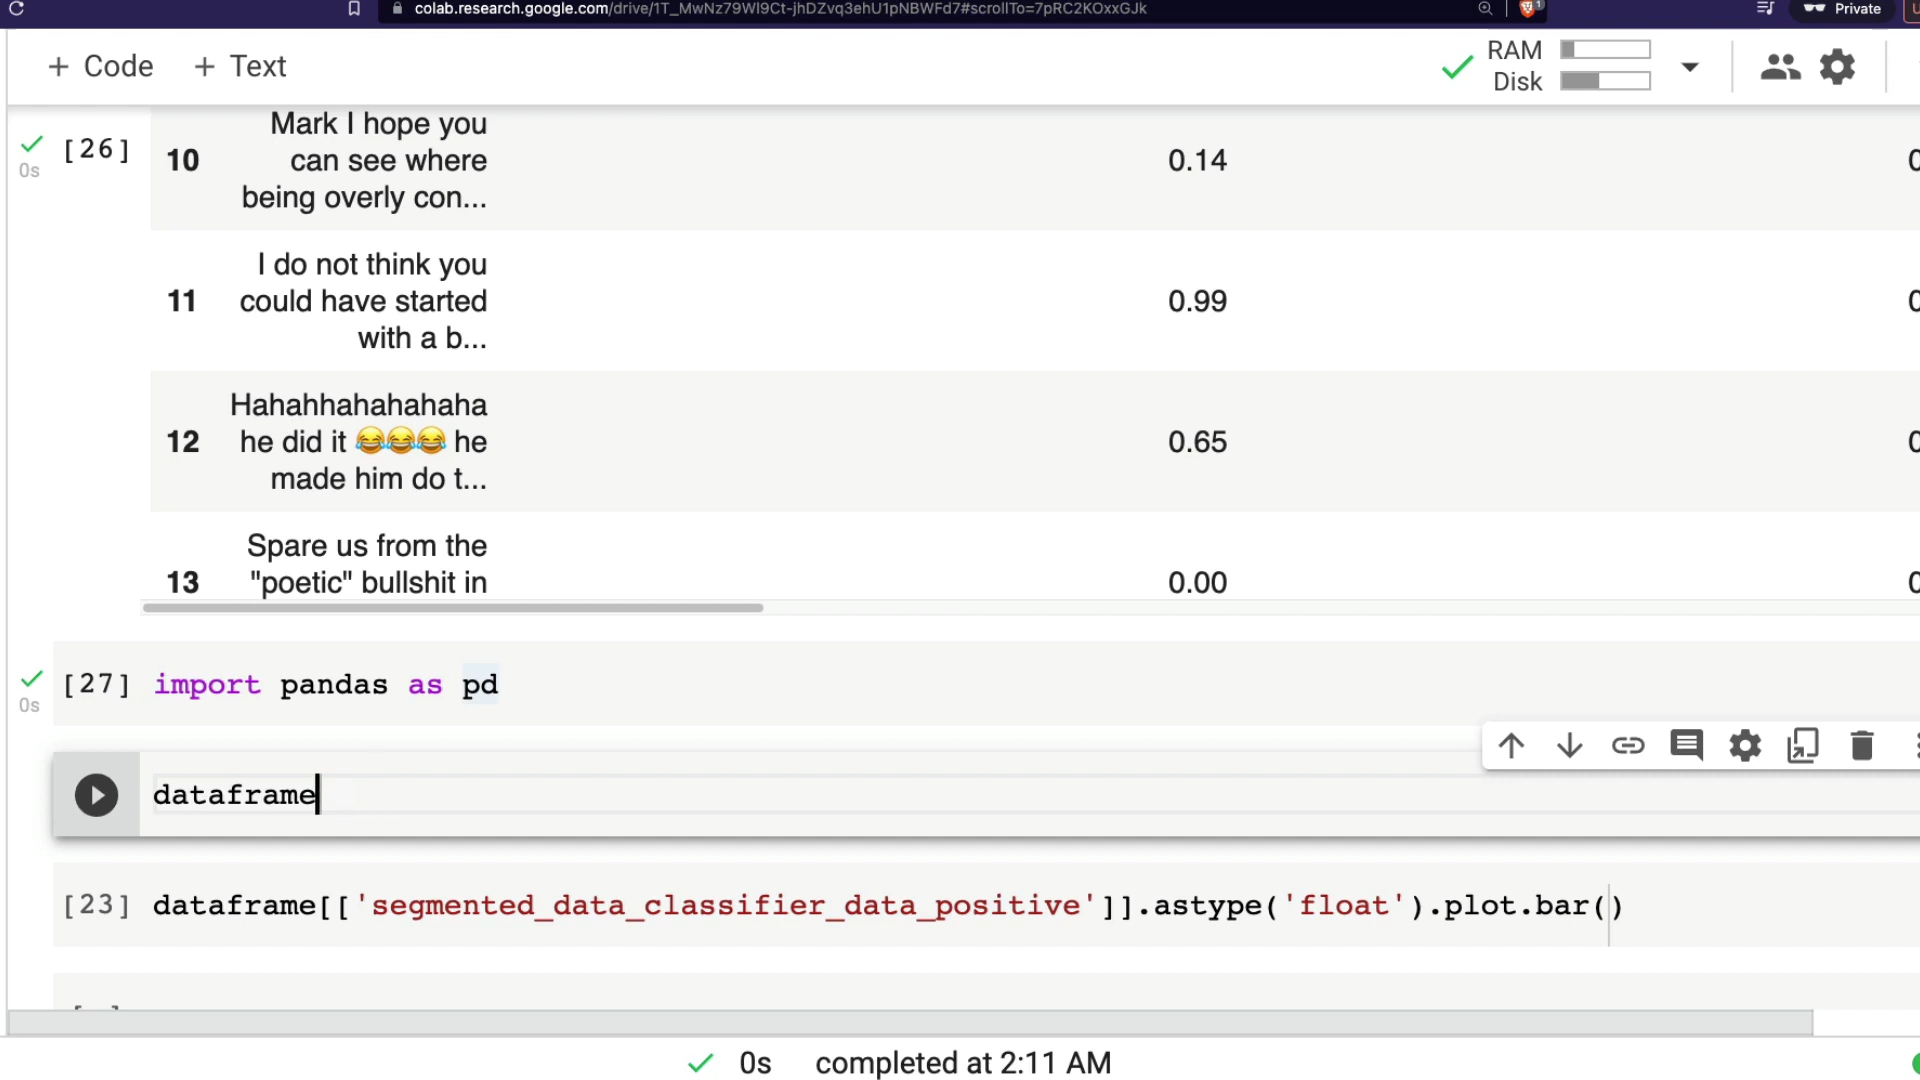 colab.research.google.com/drive/1T_MwNz79WI9Ct-jhDZvq3ehU1pNBWFd7#scrollTo=7pRC2KOxxGJk
1
Private
+ Code + Text
RAM
Disk
[26]
0s
10 Mark I hope you
can see where
being overly con...
0.14
11 I do not think you
could have started
with a b...
0.99
12 Hahahhahahahaha
he did it 😂😂😂 he
made him do t...
0.65
13 Spare us from the
"poetic" bullshit in
0.00
[27] import pandas as pd
0s
dataframe
[23] dataframe[['segmented_data_classifier_data_positive']].astype('float').plot.bar()
0s completed at 2:11 AM